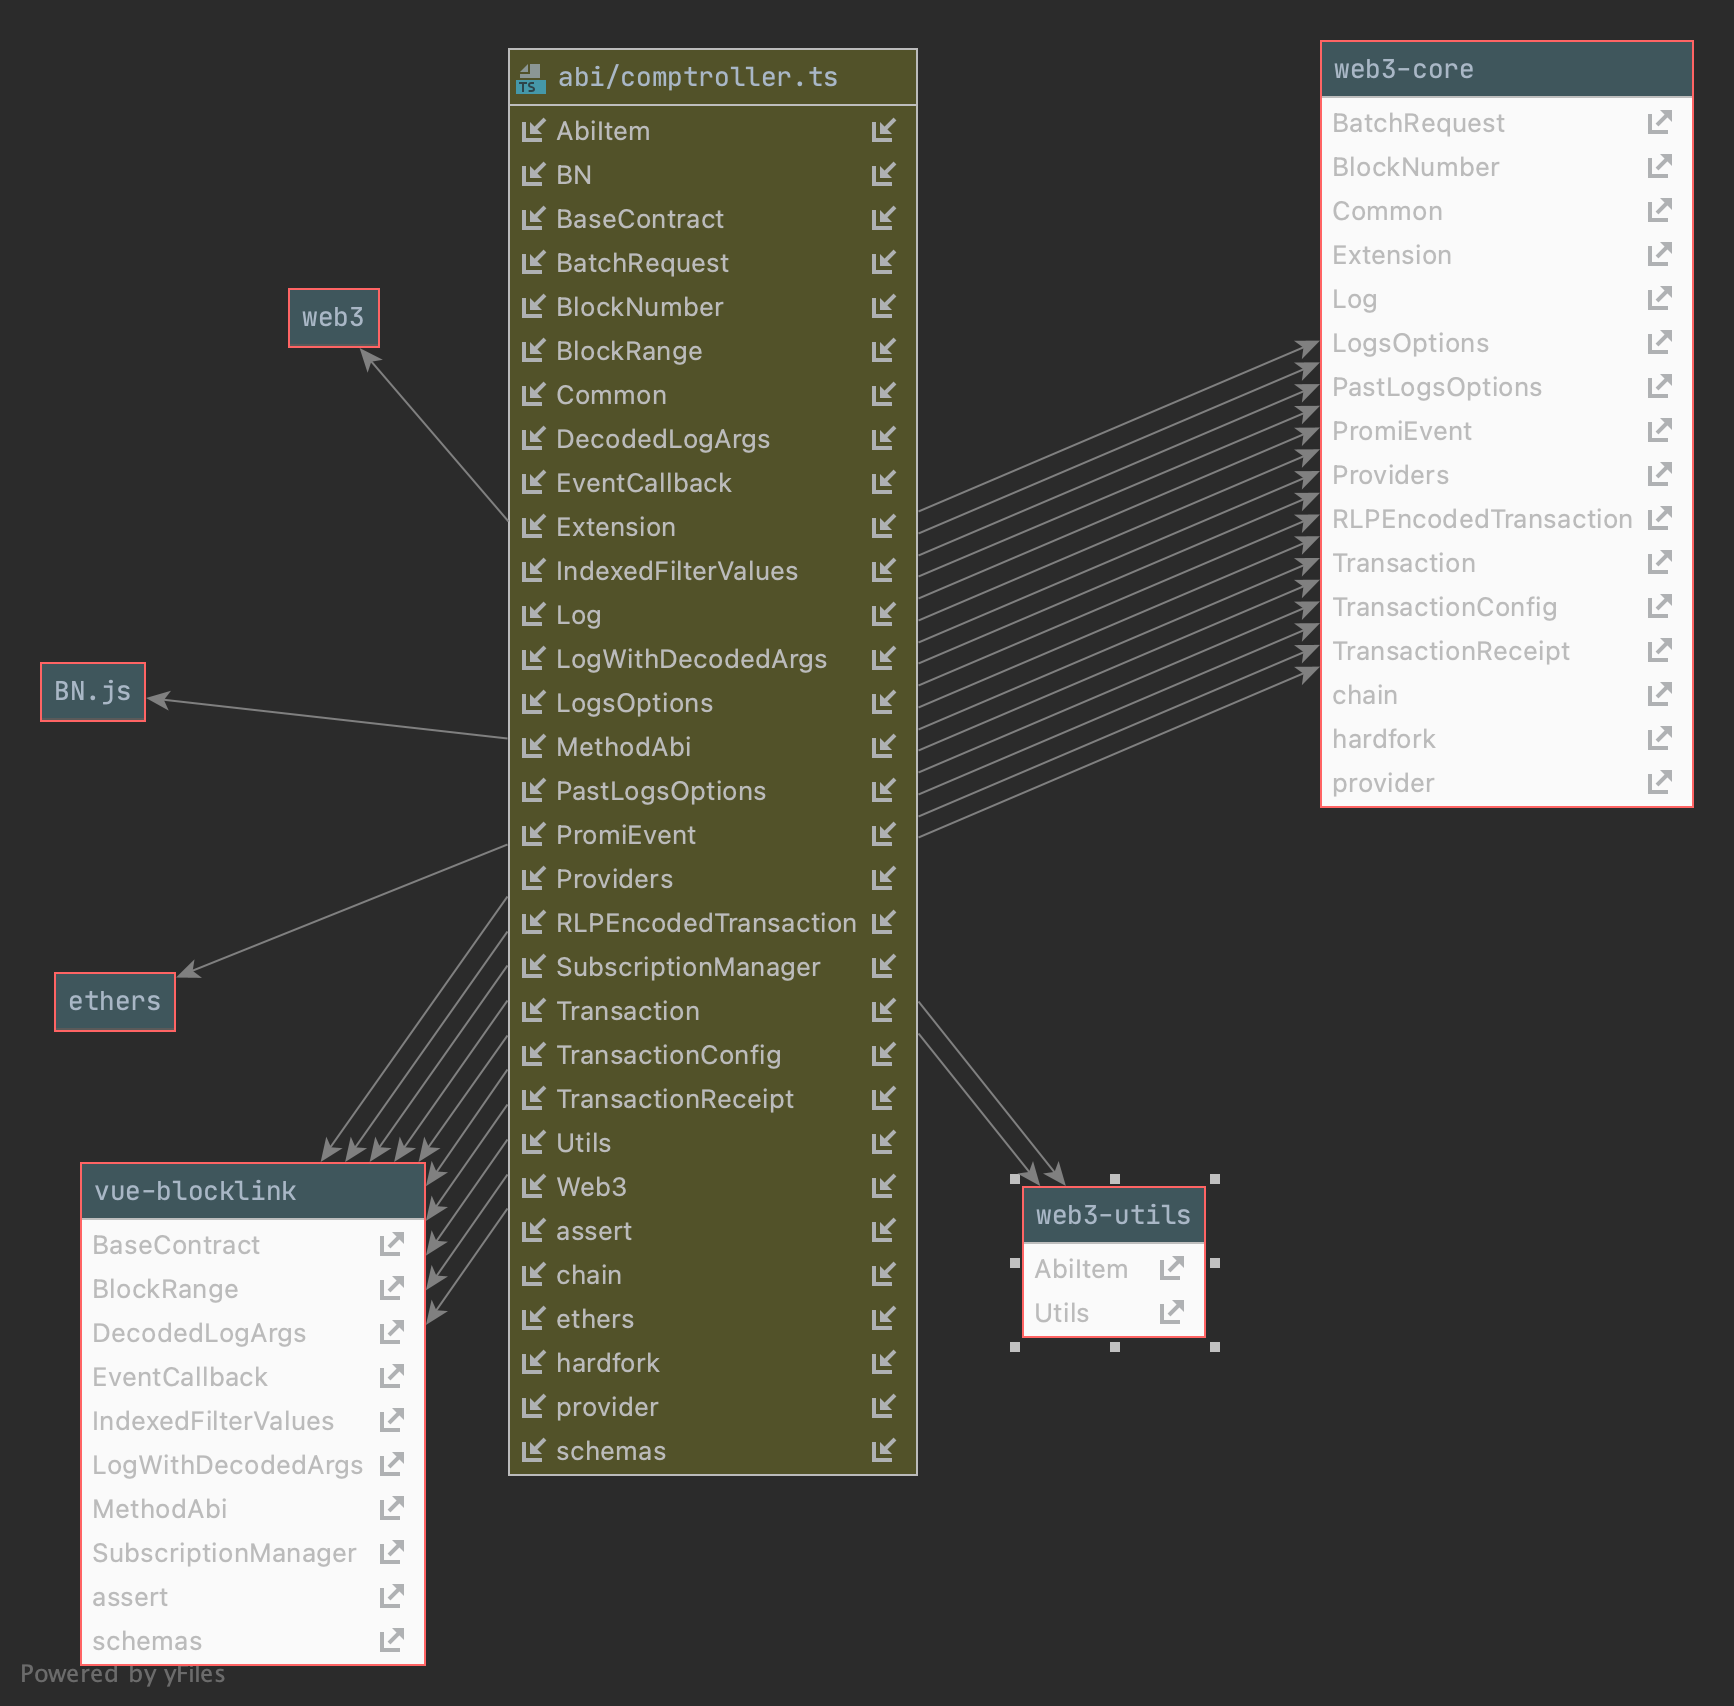 TS abi/comptroller.ts
AbiItem
BN
BaseContract
BatchRequest
BlockNumber
BlockRange
Common
DecodedLogArgs
EventCallback
Extension
IndexedFilterValues
Log
LogWithDecodedArgs
LogsOptions
MethodAbi
PastLogsOptions
PromiEvent
Providers
RLPEncodedTransaction
SubscriptionManager
Transaction
TransactionConfig
TransactionReceipt
Utils
Web3
assert
chain
ethers
hardfork
provider
schemas
web3-core
BatchRequest
BlockNumber
Common
Extension
Log
LogsOptions
PastLogsOptions
PromiEvent
Providers
RLPEncodedTransaction
Transaction
TransactionConfig
TransactionReceipt
chain
hardfork
provider
web3
BN.js
ethers
vue-blocklink
BaseContract
BlockRange
DecodedLogArgs
EventCallback
IndexedFilterValues
LogWithDecodedArgs
MethodAbi
SubscriptionManager
assert
schemas
web3-utils
AbiItem
Utils
Powered by yFiles